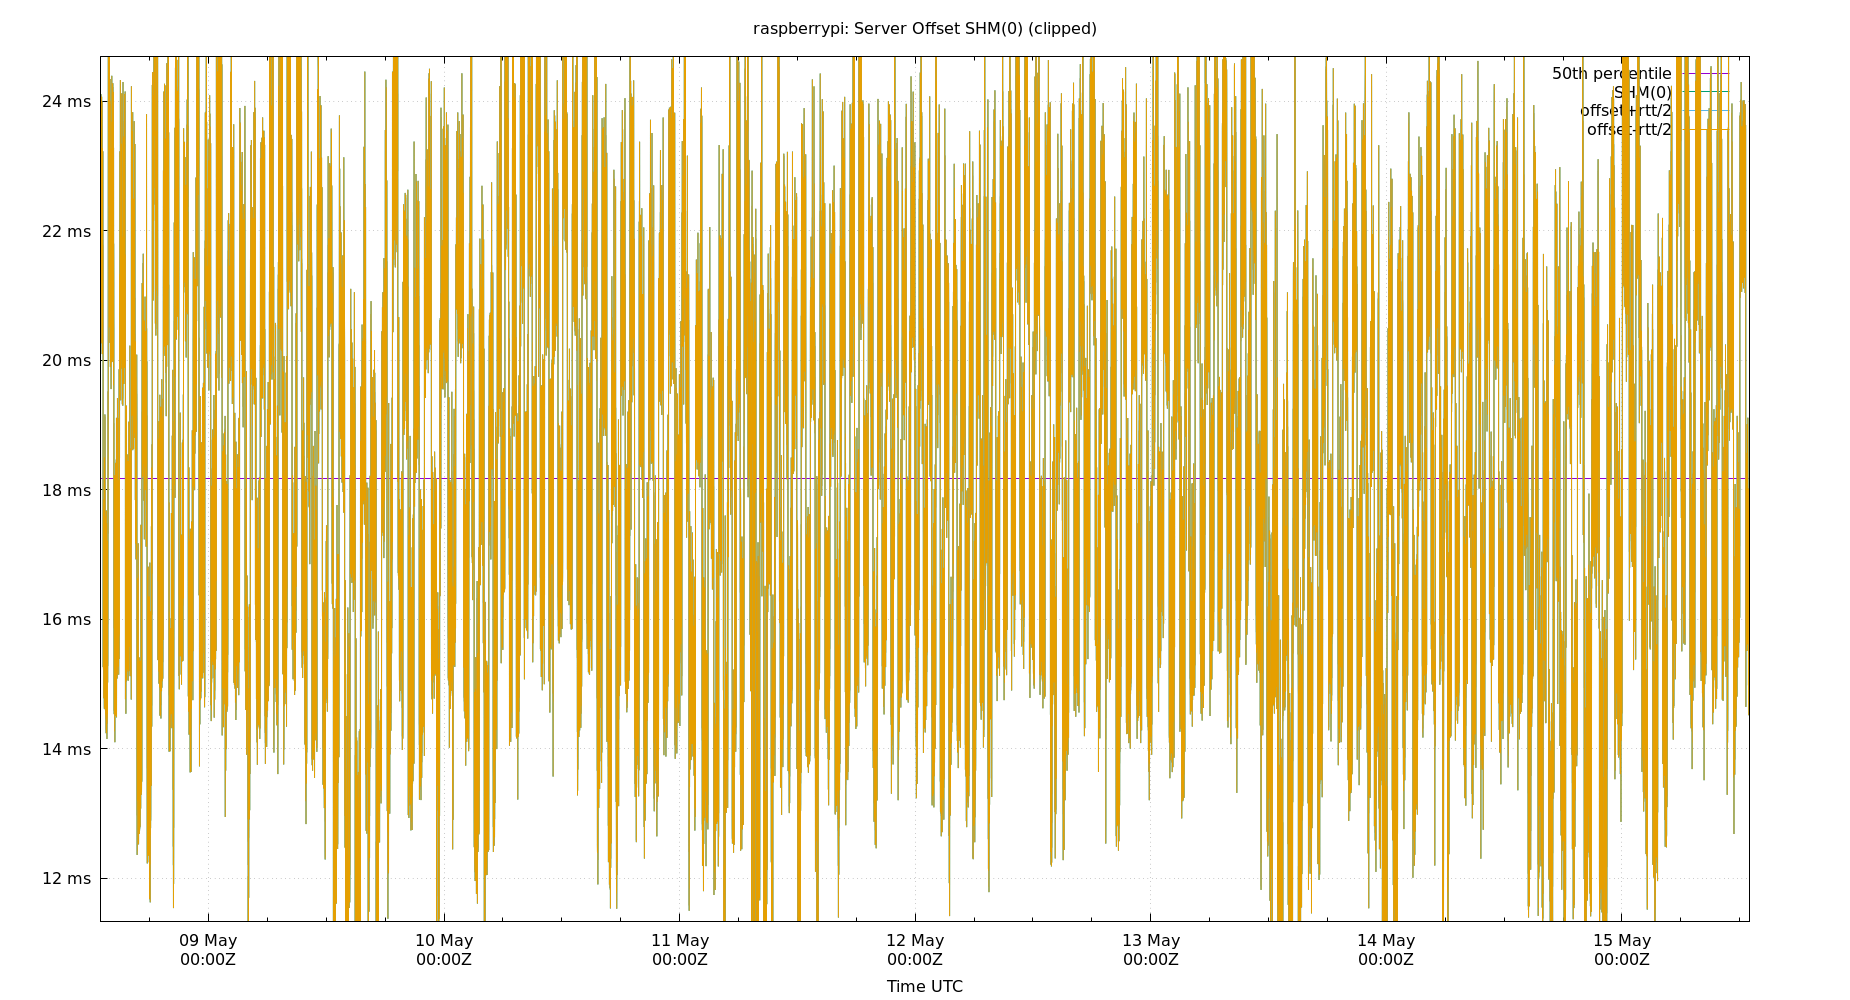 raspberrypi: Server Offset SHM(0) (clipped)
50th percentile
SHM(0)
offset+rtt/2
offset-rtt/2
24 ms
22 ms
20 ms
18 ms
16 ms
14 ms
12 ms
09 May
00:00Z
10 May
00:00Z
11 May
00:00Z
12 May
00:00Z
13 May
00:00Z
14 May
00:00Z
15 May
00:00Z
Time UTC